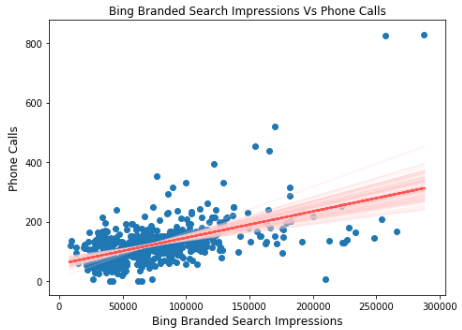 Bing Branded Search Impressions Vs Phone Calls
800
600
400
200
0
Phone Calls
0 50000 100000 150000 200000 250000 300000
Bing Branded Search Impressions